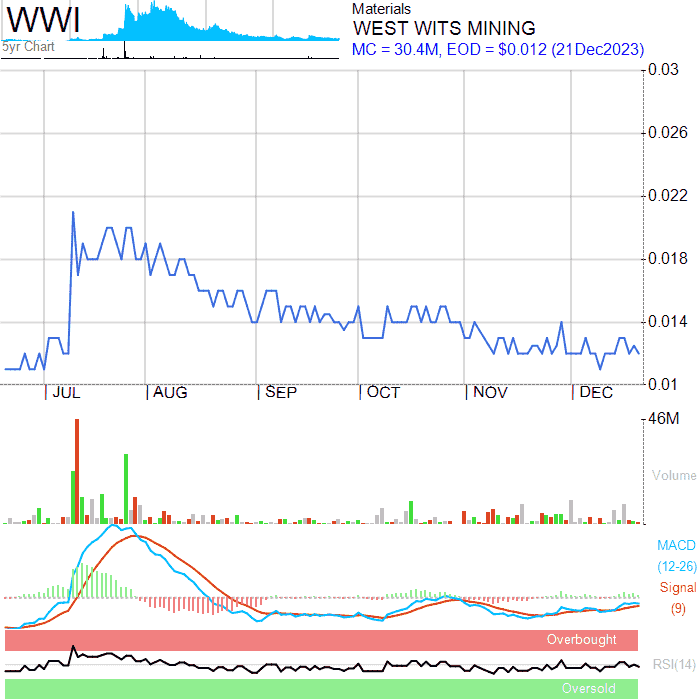 WWI
5yr Chart
Materials
WEST WITS MINING
MC = 30.4M, EOD = $0.012 (21Dec2023)
0.03
0.026
0.022
0.018
0.014
0.01
JUL AUG SEP OCT NOV DEC
46M
Volume
MACD
(12-26)
Signal
(9)
Overbought
RSI(14)
Oversold